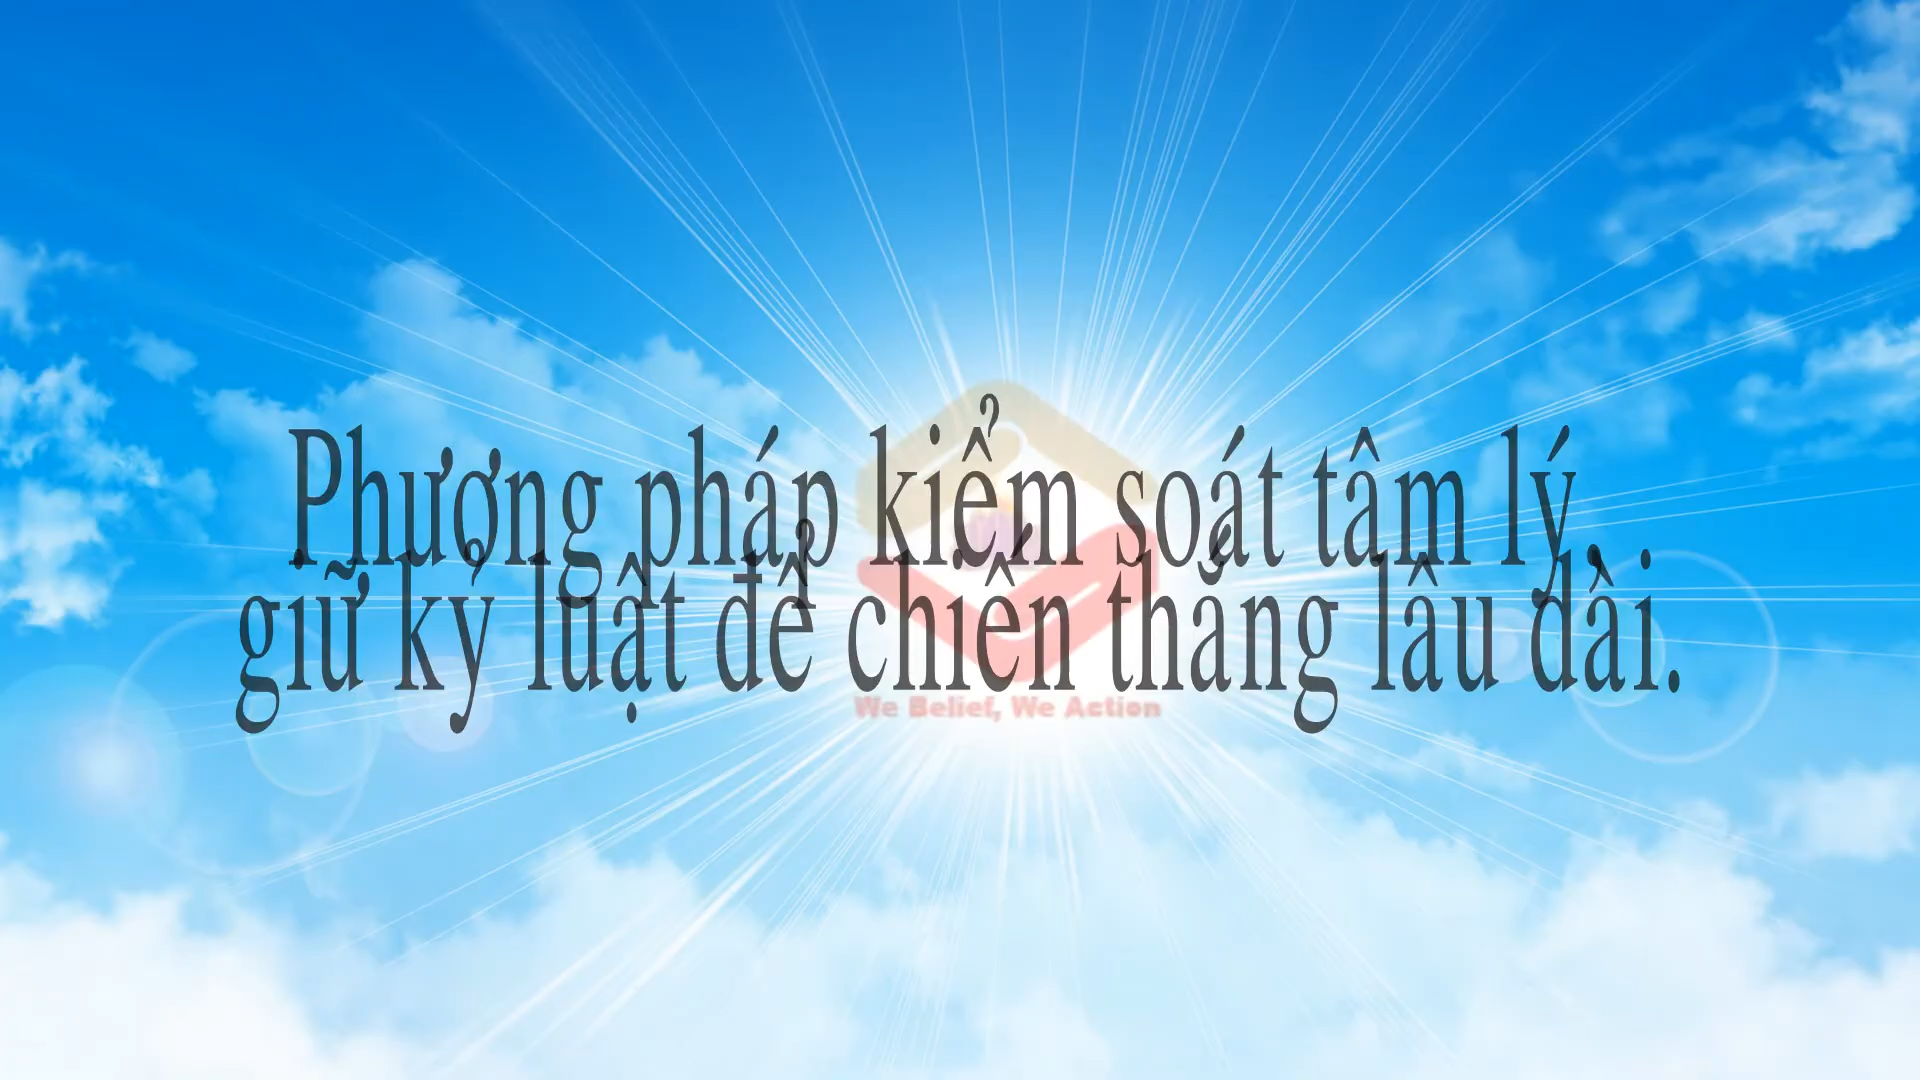 Phương pháp kiểm soát tâm lý,
giữ kỷ luật để chiến thắng lâu dài.
We Belief, We Action